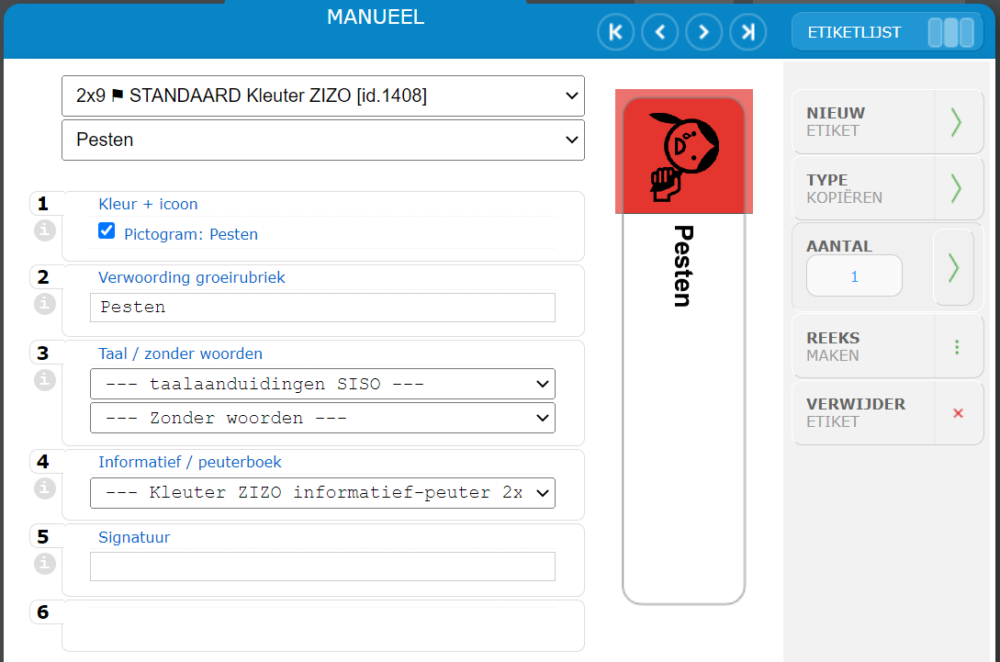 MANUEEL
ETIKETLIJST
2x9 ⚑ STANDAARD Kleuter ZIZO [id.1408]
Pesten
1
Kleur + icoon
i
Pictogram: Pesten
2
Verwoording groeirubriek
i
Pesten
3
Taal / zonder woorden
i
--- taalaanduidingen SISO ---
--- Zonder woorden ---
4
Informatief / peuterboek
i
--- Kleuter ZIZO informatief-peuter 2x
5
Signatuur
i
6
Pesten
NIEUW
ETIKET
TYPE
KOPIËREN
AANTAL
1
REEKS
MAKEN
VERWIJDER
ETIKET